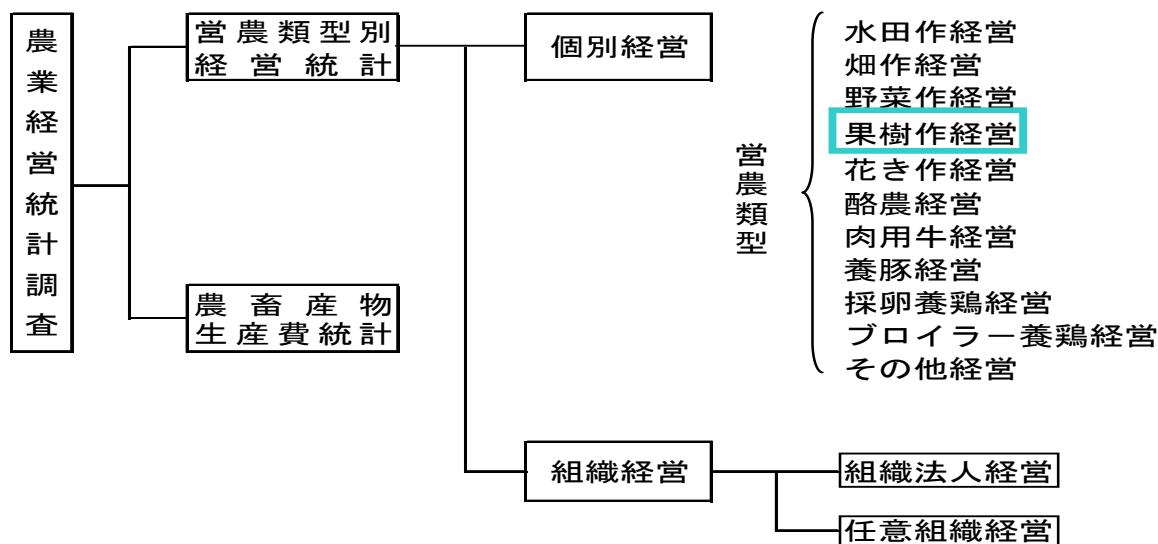 農業経営統計調査
営農類型別
経営統計
農畜産物
生産費統計
個別経営
組織経営
営農類型
水田作経営
畑作経営
野菜作経営
果樹作経営
花き作経営
酪農経営
肉用牛経営
養豚経営
採卵養鶏経営
ブロイラー養鶏経営
その他経営
組織法人経営
任意組織経営